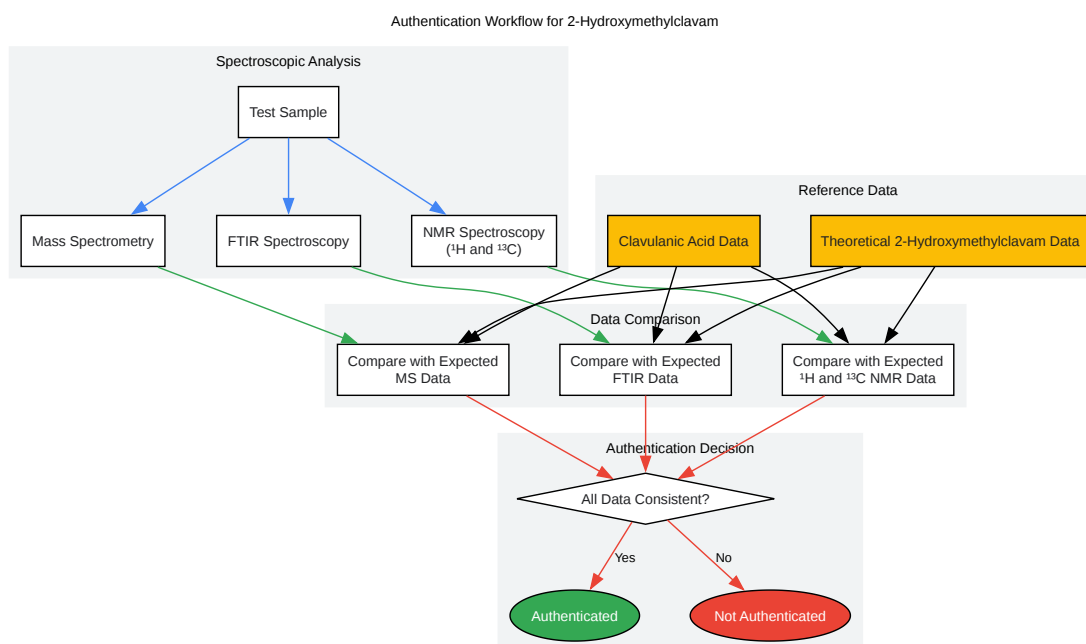 Authentication Workflow for 2-Hydroxymethylclavam
Spectroscopic Analysis
Test Sample
Reference Data
Mass Spectrometry
FTIR Spectroscopy
NMR Spectroscopy
(¹H and ¹³C)
Clavulanic Acid Data
Theoretical 2-Hydroxymethylclavam Data
Data Comparison
Compare with Expected
MS Data
Compare with Expected
FTIR Data
Compare with Expected
¹H and ¹³C NMR Data
Authentication Decision
All Data Consistent?
Yes
No
Authenticated
Not Authenticated